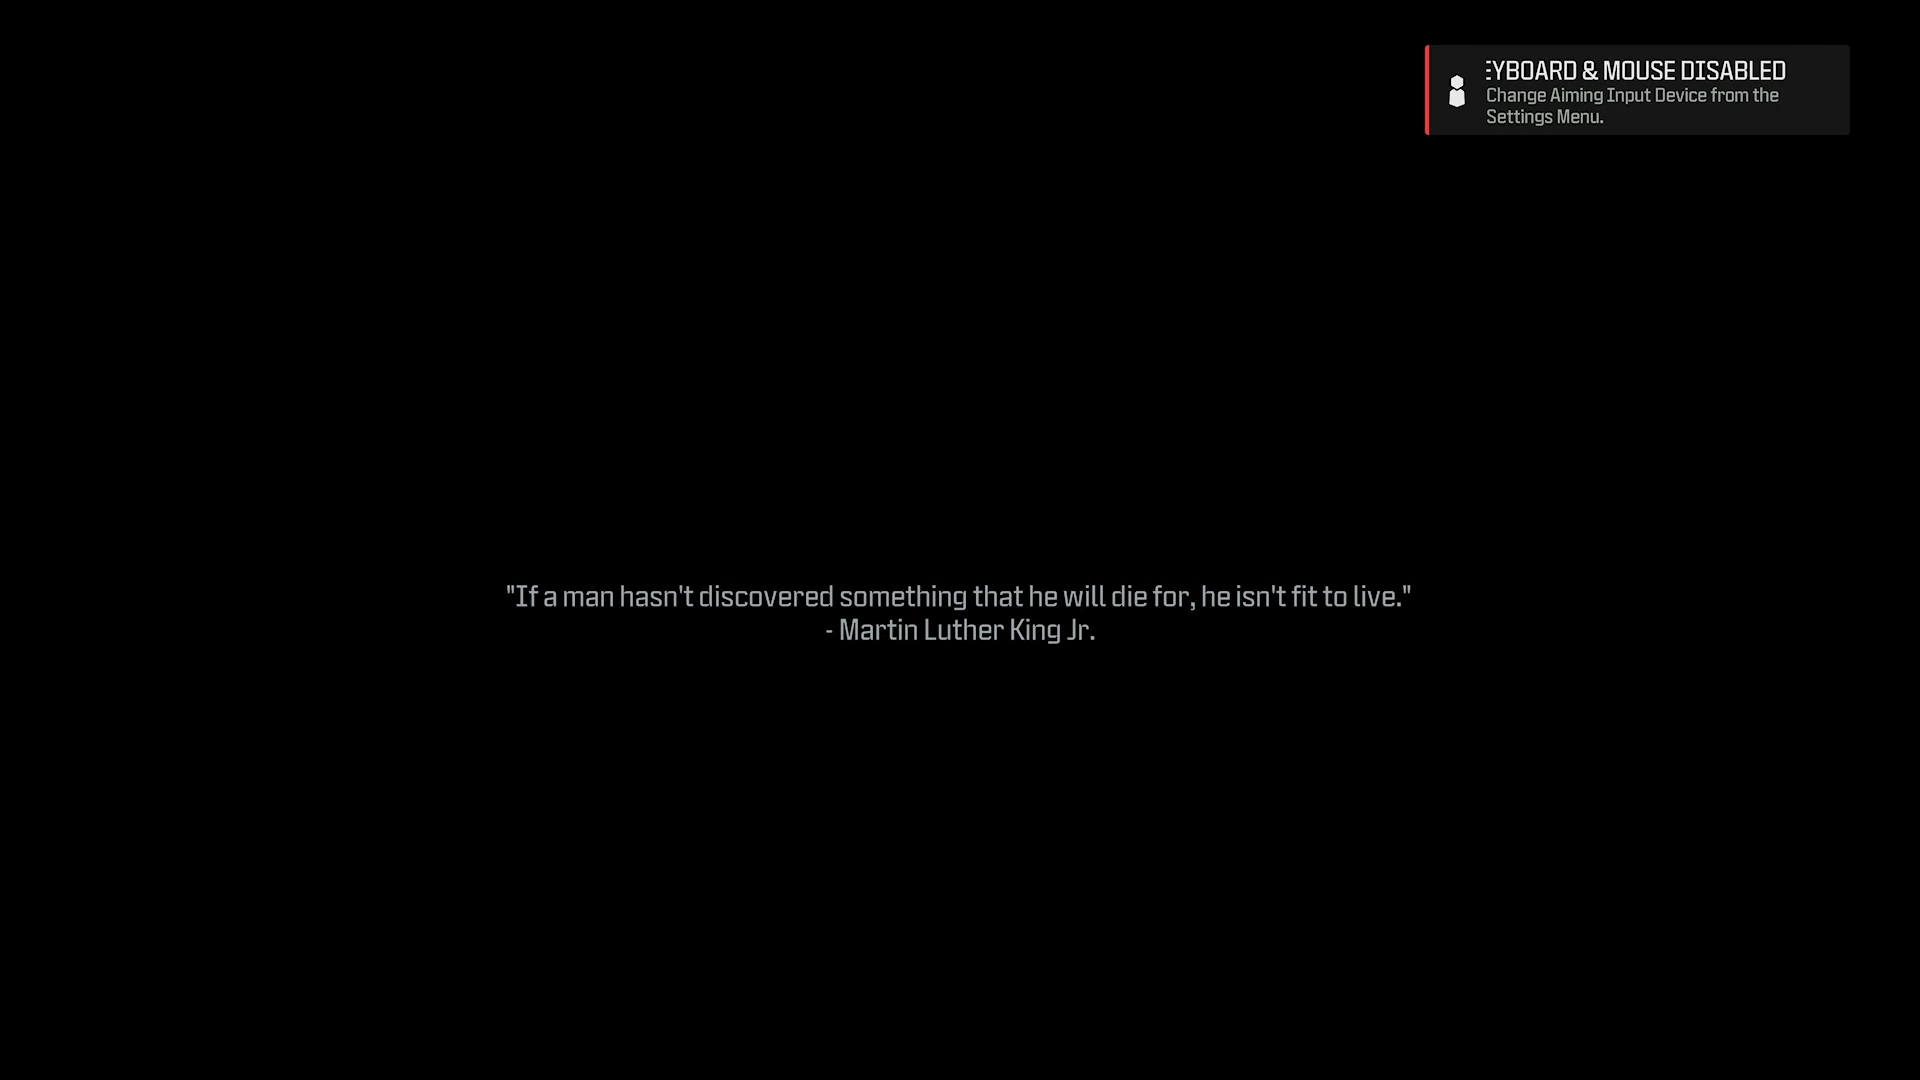 EYBOARD & MOUSE DISABLED
Change Aiming Input Device from the
Settings Menu.
"If a man hasn't discovered something that he will die for, he isn't fit to live."
- Martin Luther King Jr.